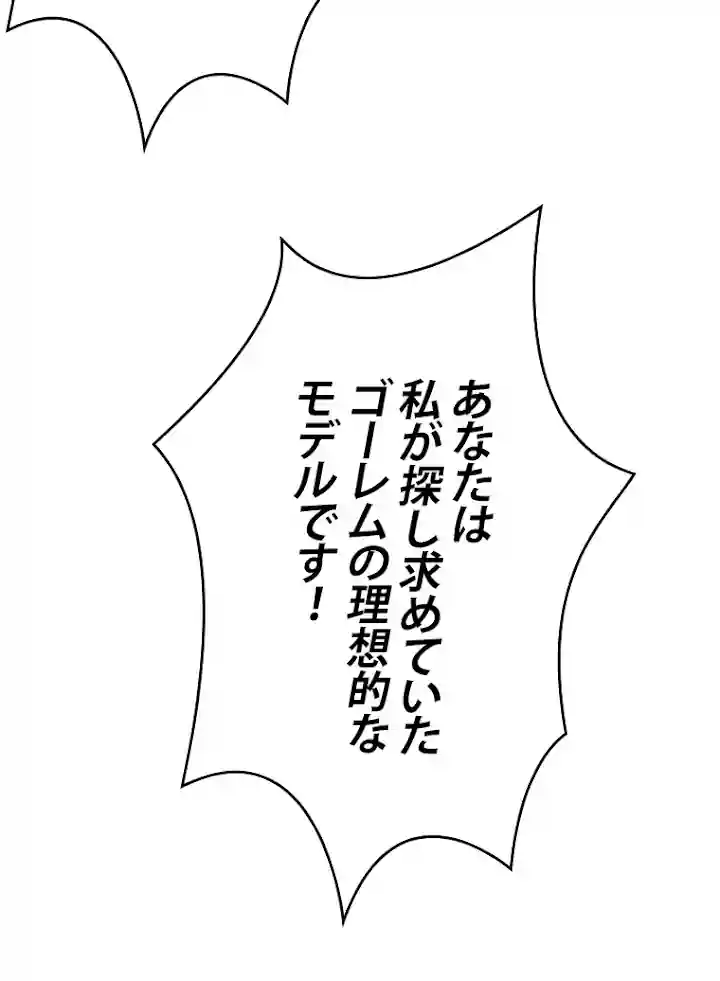 あなたは
私が探し求めていた
ゴーレムの理想的な
モデルです！